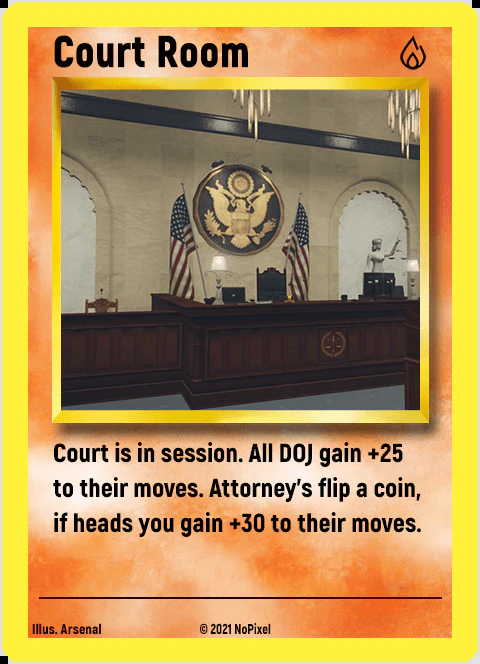 Court Room
Court is in session. All DOJ gain +25
to their moves. Attorney's flip a coin,
if heads you gain +30 to their moves.
Illus. Arsenal © 2021 NoPixel